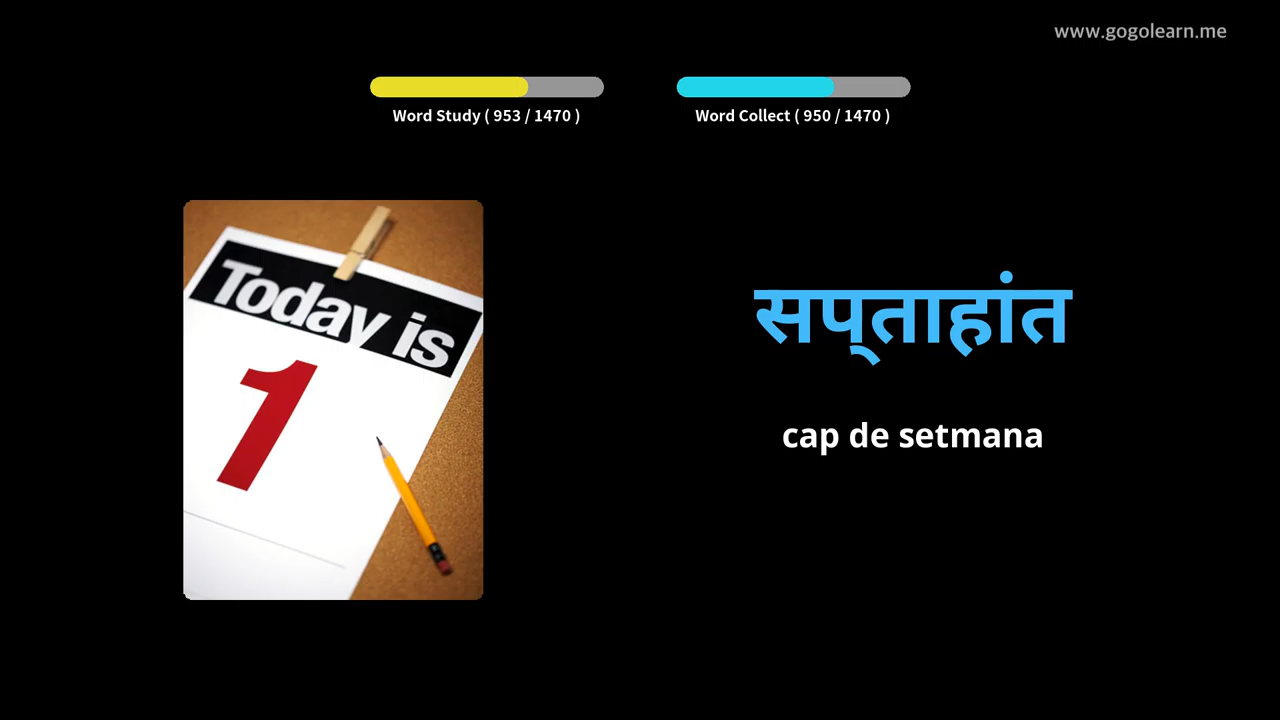 www.gogolearn.me
Word Study ( 953 / 1470 )
Word Collect ( 950 / 1470 )
Today is
1
सप्ताहांत
cap de setmana